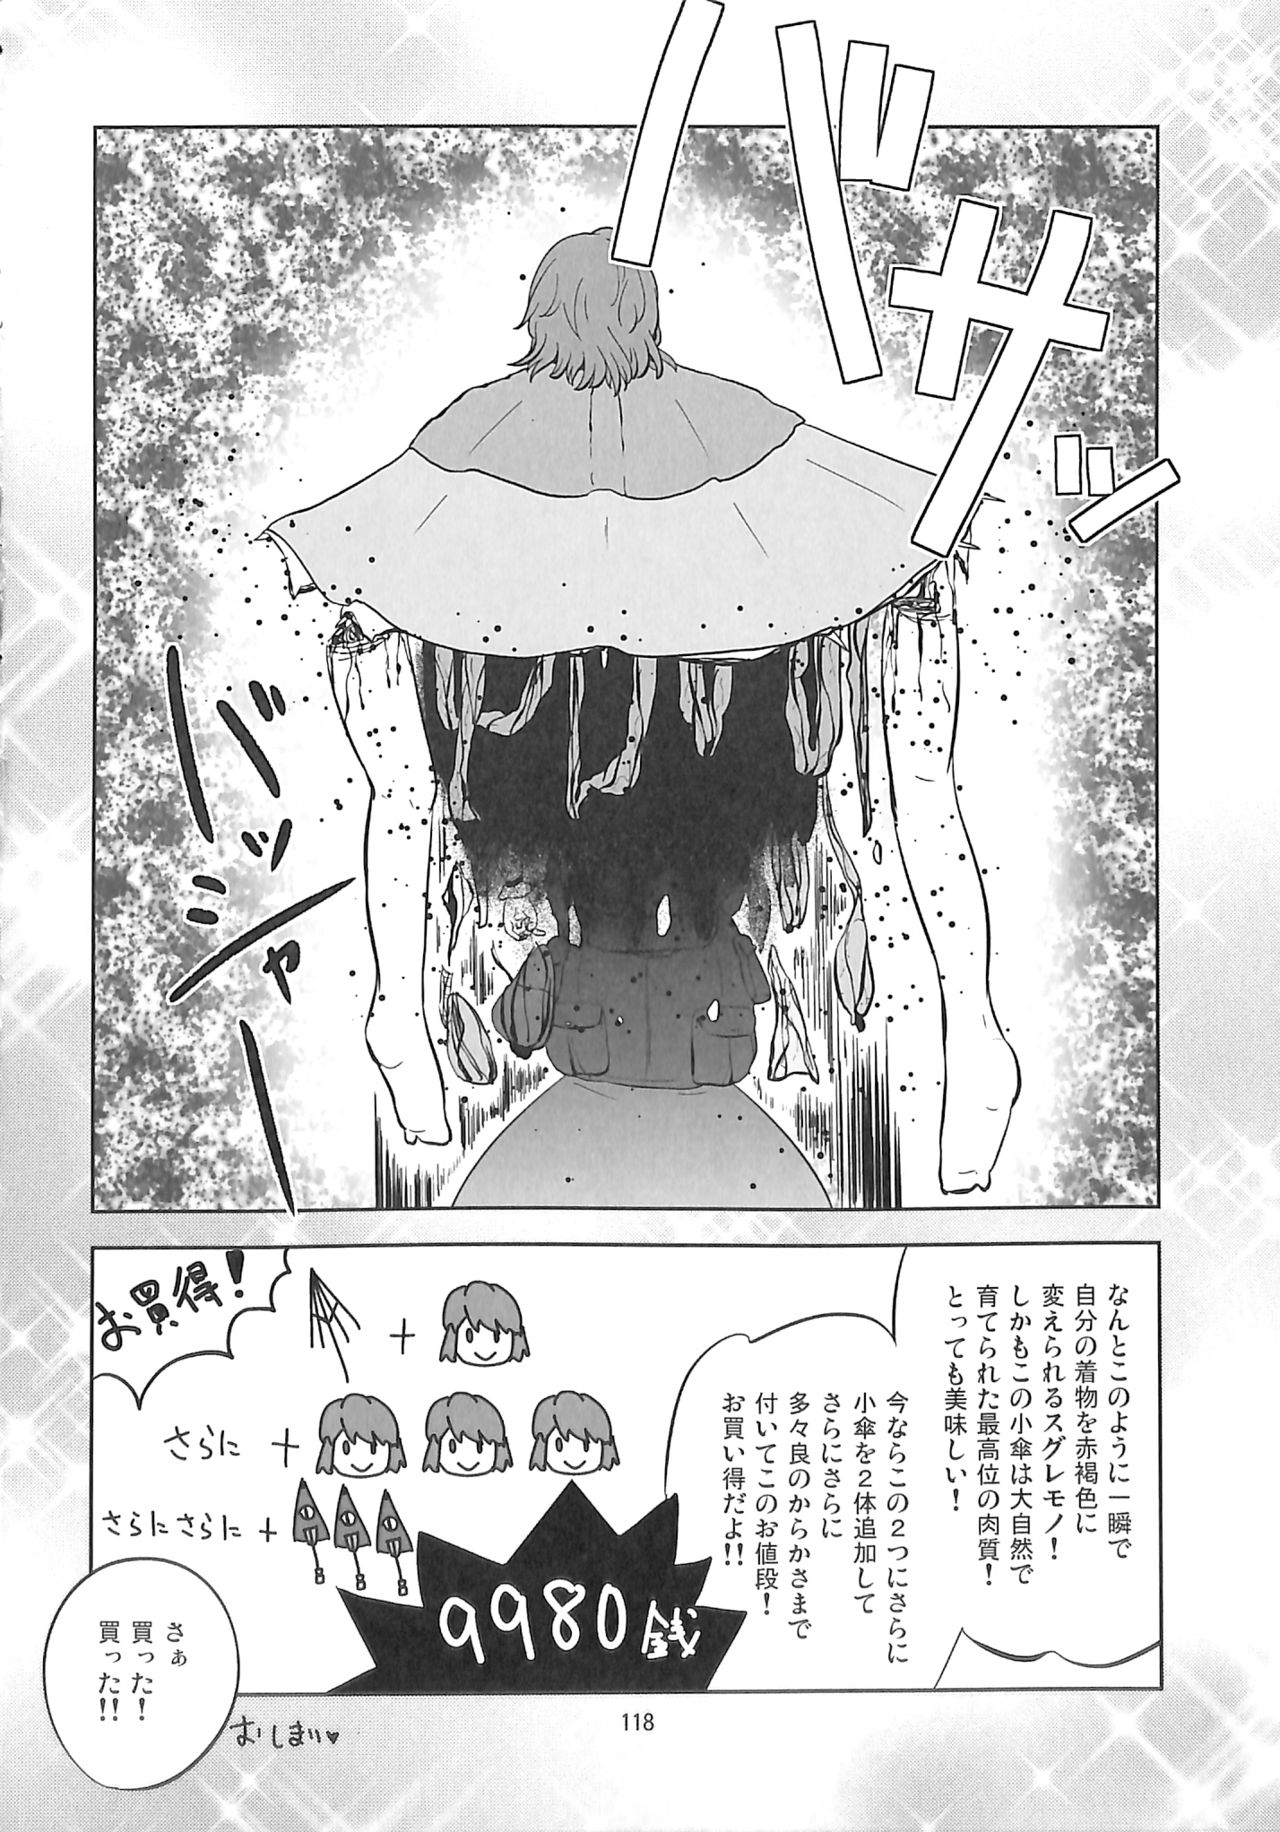 バサッ
バシャッ
なんとこのように一瞬で
自分の着物を赤褐色に
変えられるスグレモノ！
しかもこの小傘は大自然で
育てられた最高位の肉質！
とっても美味しい！
今ならこの２つにさらに
小傘を２体追加して
さらにさらに
多々良のからかさまで
付いてこのお値段！
お買い得だよ!!
お買得！
+
さらに +
さらにさらに +
9980銭
さぁ
買った！
買った!!
おしまい♥
118